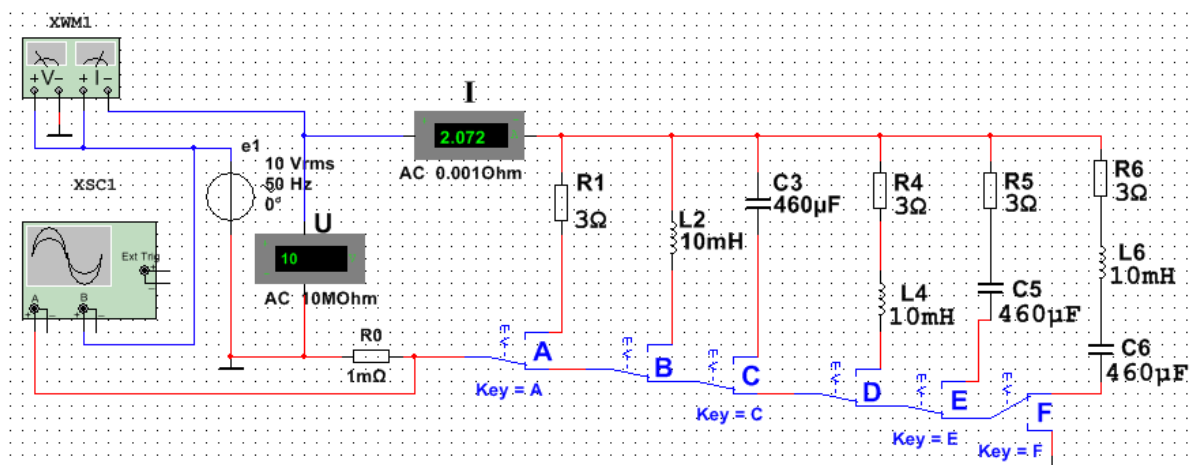 XWM1
+V-
+I-
I
2.072
AC 0.001Ohm
e1
10 Vrms
50 Hz
0°
XSC1
Ext Trig
+
-
A
B
+
-
+
-
U
10
AC 10MOhm
R0
1mΩ
R1
3Ω
L2
10mH
C3
460µF
R4
3Ω
L4
10mH
R5
3Ω
C5
460µF
R6
3Ω
L6
10mH
C6
460µF
A
Key = A
B
C
Key = C
D
E
Key = E
F
Key = F